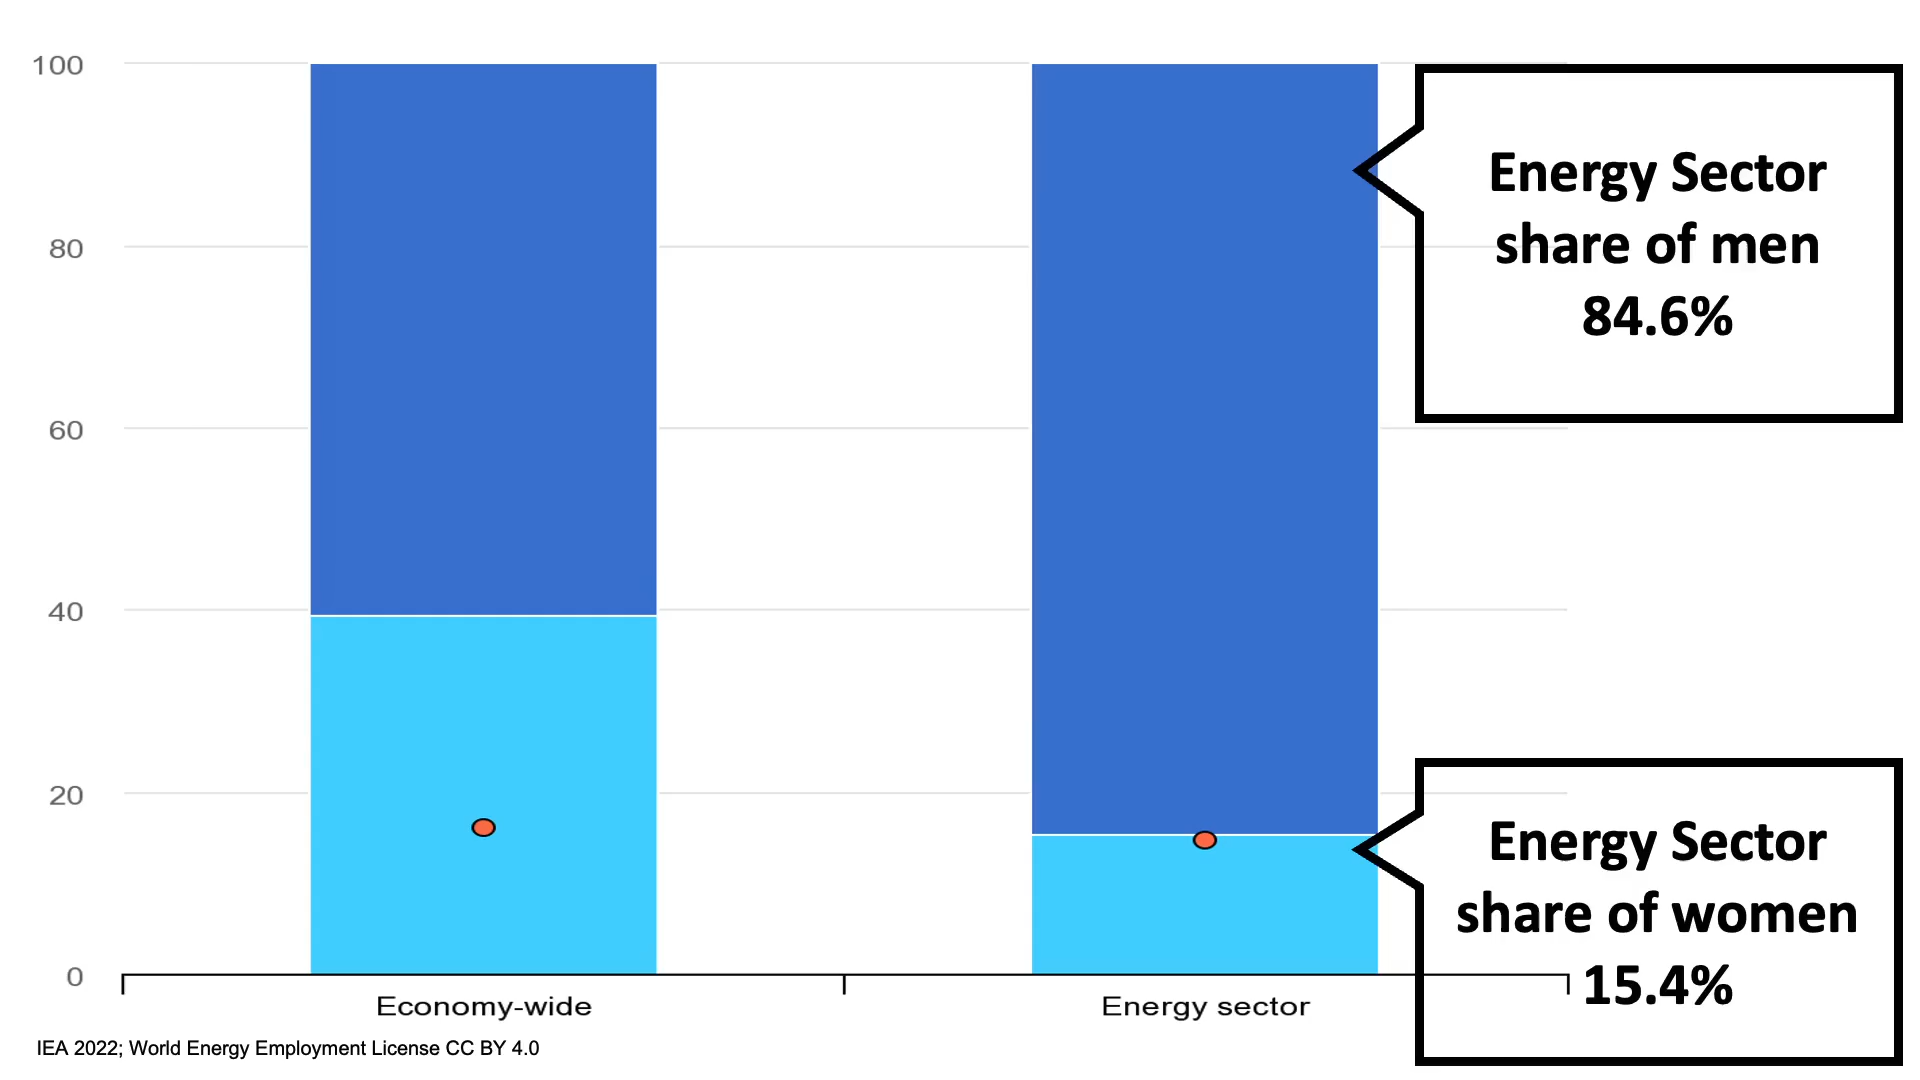 100
80
60
40
20
0
Economy-wide
Energy sector
Energy Sector
share of men
84.6%
Energy Sector
share of women
15.4%
IEA 2022; World Energy Employment License CC BY 4.0